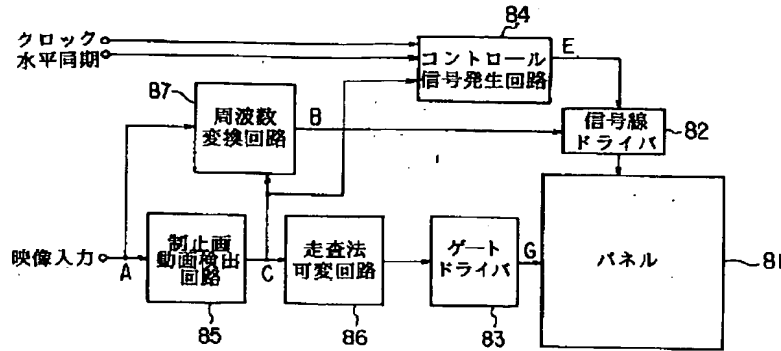 84
クロック
水平同期
コントロール
信号発生回路
E
87
周波数
変換回路
B
信号線
ドライバ
82
映像入力
A
制止画
動画検出
回路
85
C
走査法
可変回路
86
ゲート
ドライバ
83
G
パネル
81